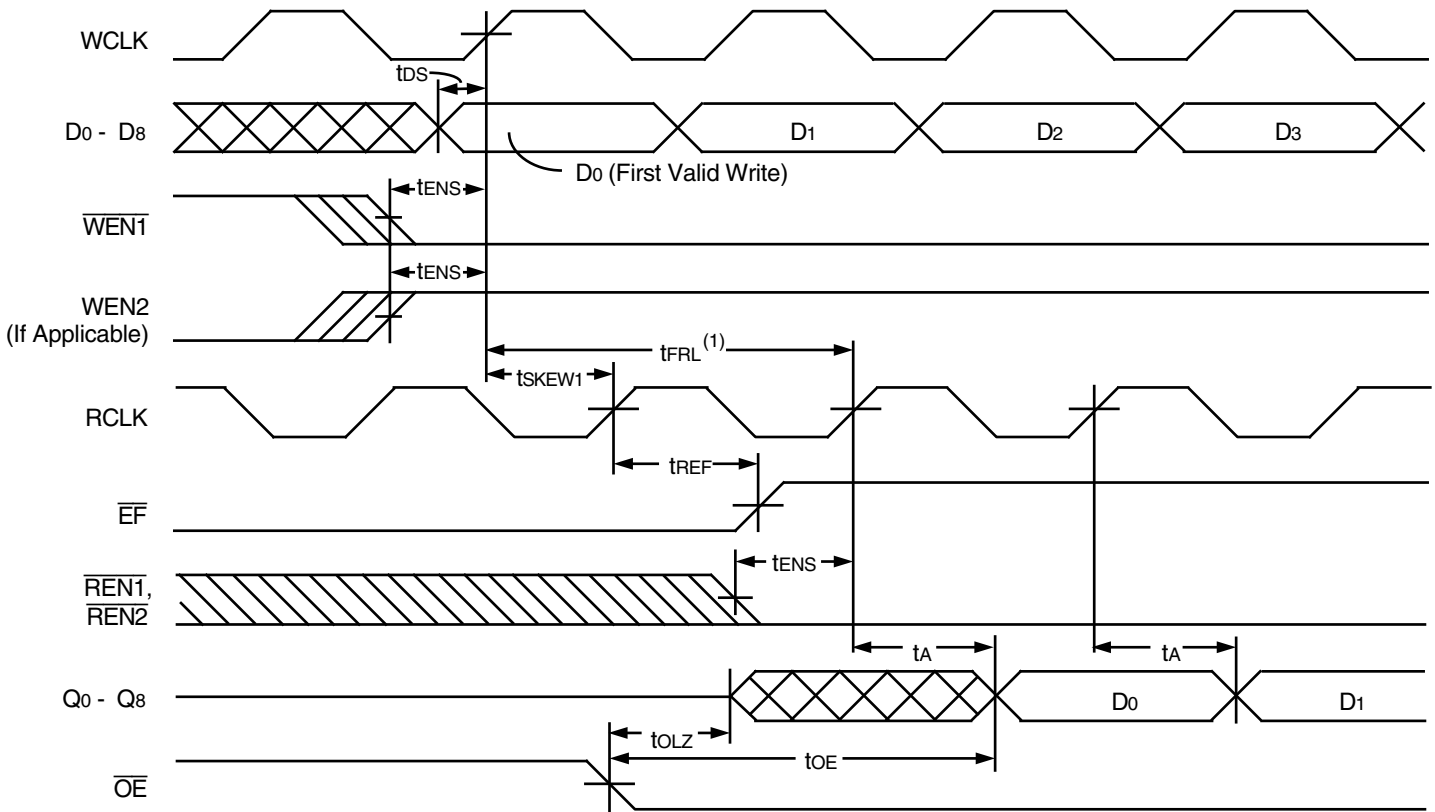 WCLK
tDS
D0 - D8
D1
D2
D3
D0 (First Valid Write)
tENS
WEN1
tENS
WEN2
(If Applicable)
tFRL(1)
tSKEW1
RCLK
tREF
EF
tENS
REN1,
REN2
tA
tA
Q0 - Q8
D0
D1
tOLZ
tOE
OE